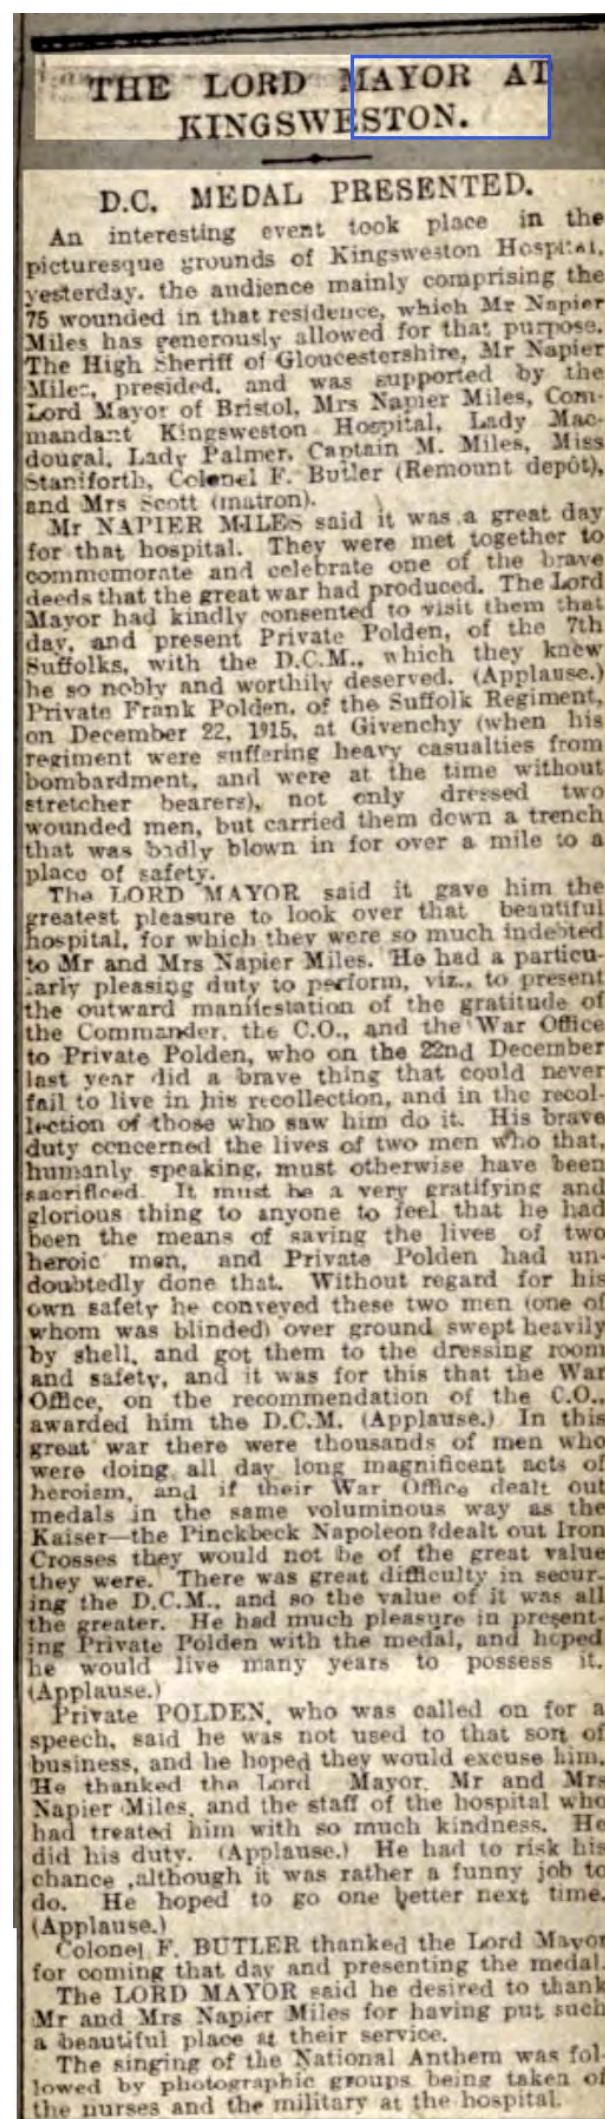 THE LORD MAYOR AT
KINGSWESTON.
D.C. MEDAL PRESENTED.
An interesting event took place in the
picturesque grounds of Kingsweston Hospital,
yesterday, the audience mainly comprising the
75 wounded in that residence, which Mr Napier
Miles has generously allowed for that purpose.
The High Sheriff of Gloucestershire, Mr Napier
Miles, presided, and was supported by the
Lord Mayor of Bristol, Mrs Napier Miles, Com-
mandant Kingsweston Hospital, Lady Mac-
dougal, Lady Palmer, Captain M. Miles, Miss
Staniforth, Colonel F. Butler (Remount depôt),
and Mrs Scott (matron).
Mr NAPIER MILES said it was a great day
for that hospital. They were met together to
commemorate and celebrate one of the brave
deeds that the great war had produced. The Lord
Mayor had kindly consented to visit them that
day, and present Private Polden, of the 7th
Suffolks, with the D.C.M., which they knew
he so nobly and worthily deserved. (Applause.)
Private Frank Polden, of the Suffolk Regiment,
on December 22, 1915, at Givenchy (when his
regiment were suffering heavy casualties from
bombardment, and were at the time without
stretcher bearers), not only dressed two
wounded men, but carried them down a trench
that was badly blown in for over a mile to a
place of safety.
The LORD MAYOR said it gave him the
greatest pleasure to look over that beautiful
hospital, for which they were so much indebted
to Mr and Mrs Napier Miles. He had a particu-
larly pleasing duty to perform, viz., to present
the outward manifestation of the gratitude of
the Commander, the C.O., and the War Office
to Private Polden, who on the 22nd December
last year did a brave thing that could never
fail to live in his recollection, and in the recol-
lection of those who saw him do it. His brave
duty concerned the lives of two men who that,
humanly speaking, must otherwise have been
sacrificed. It must be a very gratifying and
glorious thing to anyone to feel that he had
been the means of saving the lives of two
heroic men, and Private Polden had un-
doubtedly done that. Without regard for his
own safety he conveyed these two men (one of
whom was blinded) over ground swept heavily
by shell, and got them to the dressing room
and safety, and it was for this that the War
Office, on the recommendation of the C.O.,
awarded him the D.C.M. (Applause.) In this
great war there were thousands of men who
were doing all day long magnificent acts of
heroism, and if their War Office dealt out
medals in the same voluminous way as the
Kaiser—the Pinckbeck Napoleon?dealt out Iron
Crosses they would not be of the great value
they were. There was great difficulty in secur-
ing the D.C.M., and so the value of it was all
the greater. He had much pleasure in present-
ing Private Polden with the medal, and hoped
he would live many years to possess it.
(Applause.)
Private POLDEN, who was called on for a
speech, said he was not used to that sort of
business, and he hoped they would excuse him.
He thanked the Lord Mayor, Mr and Mrs
Napier Miles, and the staff of the hospital who
had treated him with so much kindness. He
did his duty. (Applause.) He had to risk his
chance ,although it was rather a funny job to
do. He hoped to go one better next time.
(Applause.)
Colonel F. BUTLER thanked the Lord Mayor
for coming that day and presenting the medal.
The LORD MAYOR said he desired to thank
Mr and Mrs Napier Miles for having put such
a beautiful place at their service.
The singing of the National Anthem was fol-
lowed by photographic groups being taken of
the nurses and the military at the hospital.